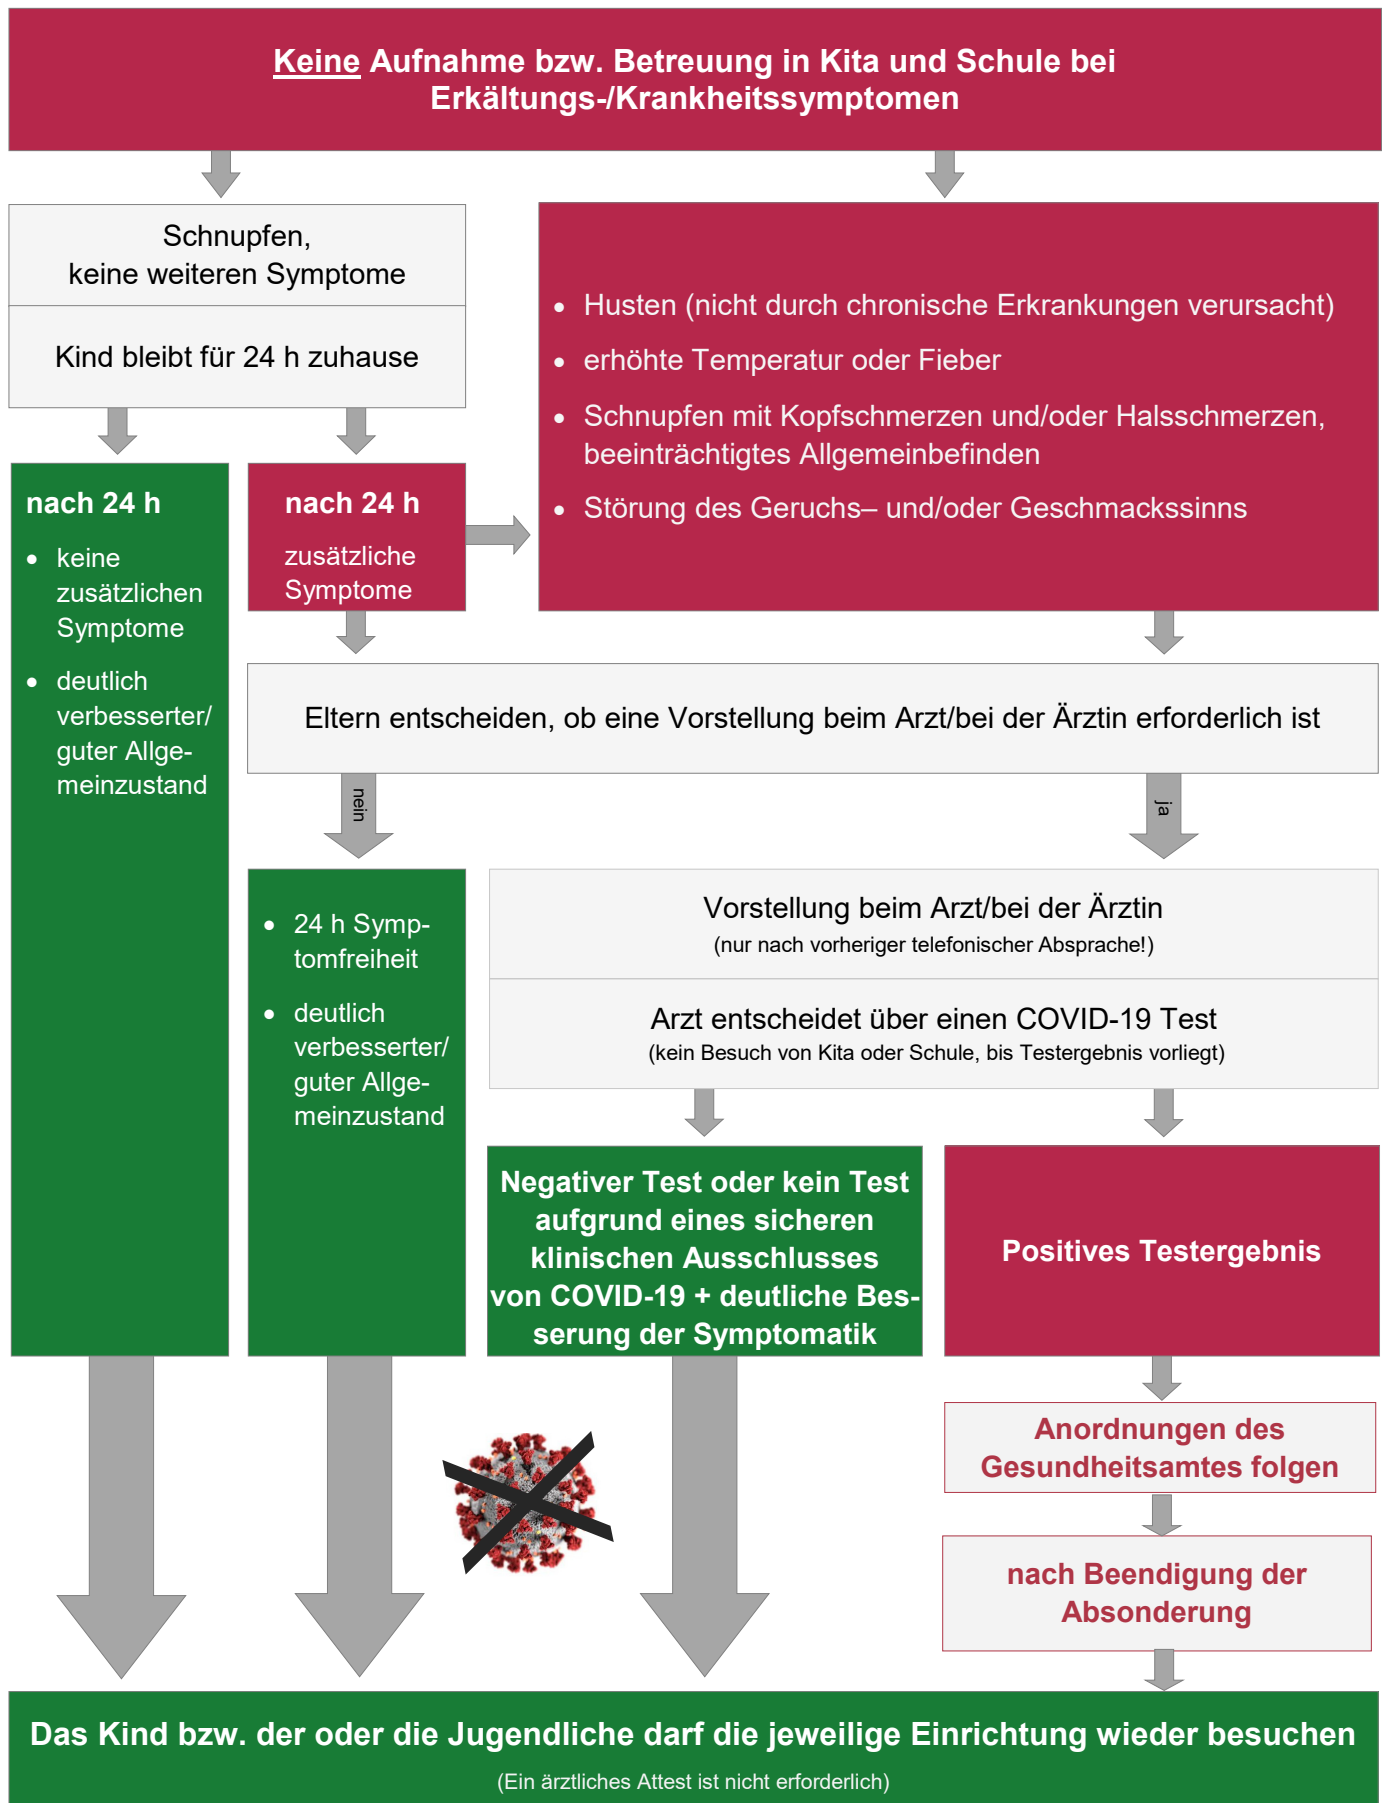 Keine Aufnahme bzw. Betreuung in Kita und Schule bei
Erkältungs-/Krankheitssymptomen
Schnupfen,
keine weiteren Symptome
Kind bleibt für 24 h zuhause
• Husten (nicht durch chronische Erkrankungen verursacht)
• erhöhte Temperatur oder Fieber
• Schnupfen mit Kopfschmerzen und/oder Halsschmerzen,
beeinträchtigtes Allgemeinbefinden
• Störung des Geruchs– und/oder Geschmackssinns
nach 24 h
• keine
zusätzlichen
Symptome
• deutlich
verbesserter/
guter Allge-
meinzustand
nach 24 h
zusätzliche
Symptome
Eltern entscheiden, ob eine Vorstellung beim Arzt/bei der Ärztin erforderlich ist
nein
ja
• 24 h Symp-
tomfreiheit
• deutlich
verbesserter/
guter Allge-
meinzustand
Vorstellung beim Arzt/bei der Ärztin
(nur nach vorheriger telefonischer Absprache!)
Arzt entscheidet über einen COVID-19 Test
(kein Besuch von Kita oder Schule, bis Testergebnis vorliegt)
Negativer Test oder kein Test
aufgrund eines sicheren
klinischen Ausschlusses
von COVID-19 + deutliche Bes-
serung der Symptomatik
Positives Testergebnis
Anordnungen des
Gesundheitsamtes folgen
nach Beendigung der
Absonderung
Das Kind bzw. der oder die Jugendliche darf die jeweilige Einrichtung wieder besuchen
(Ein ärztliches Attest ist nicht erforderlich)